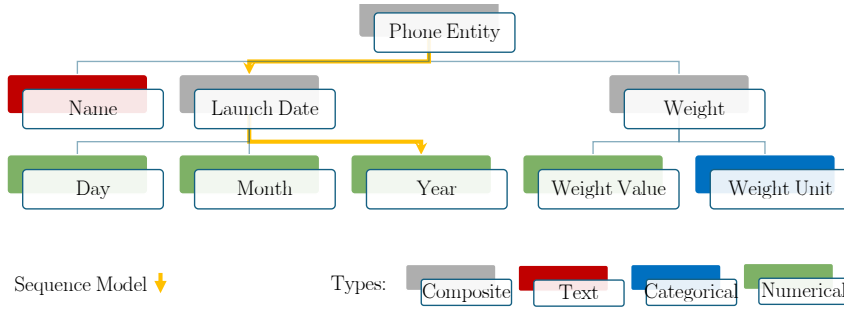 Phone Entity
Name Launch Date Weight
Day Month Year Weight Value Weight Unit
Sequence Model Types: Composite Text Categorical Numerical